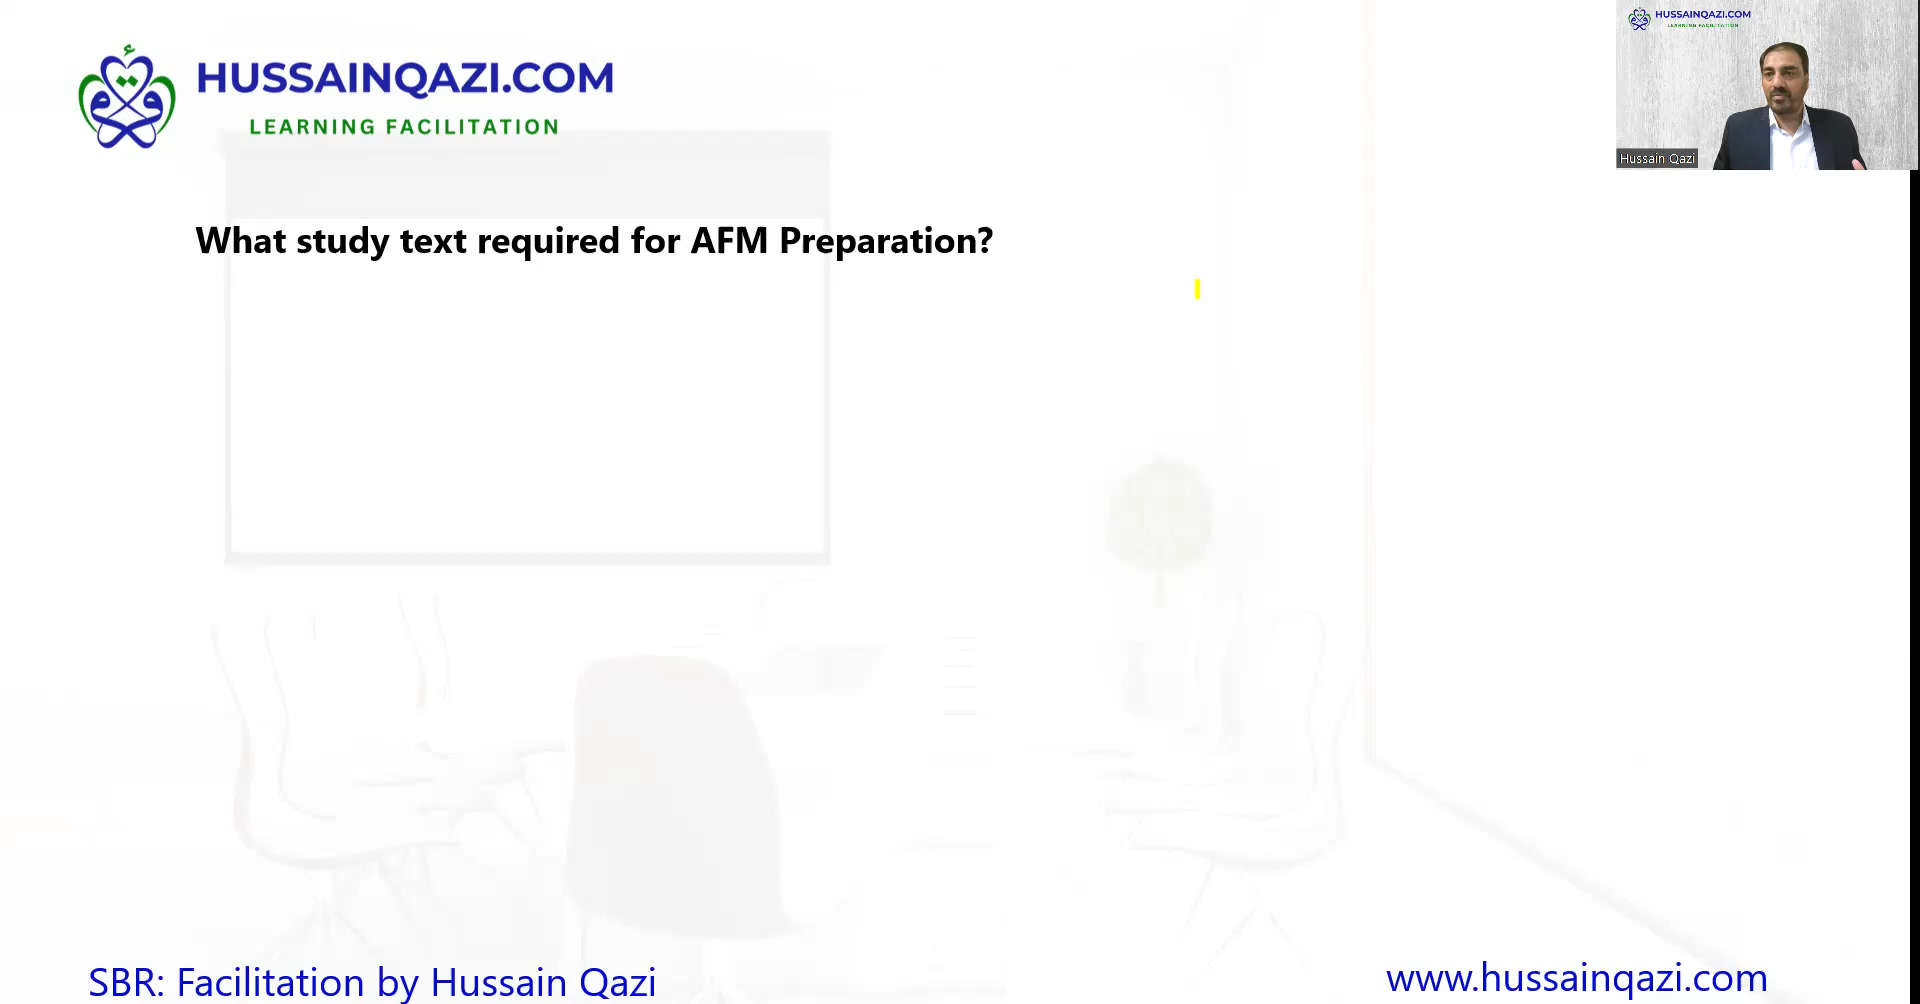 HUSSAINQAZI.COM
LEARNING FACILITATION
HUSSAINQAZI.COM
LEARNING FACILITATION
Hussain Qazi
What study text required for AFM Preparation?
SBR: Facilitation by Hussain Qazi
www.hussainqazi.com